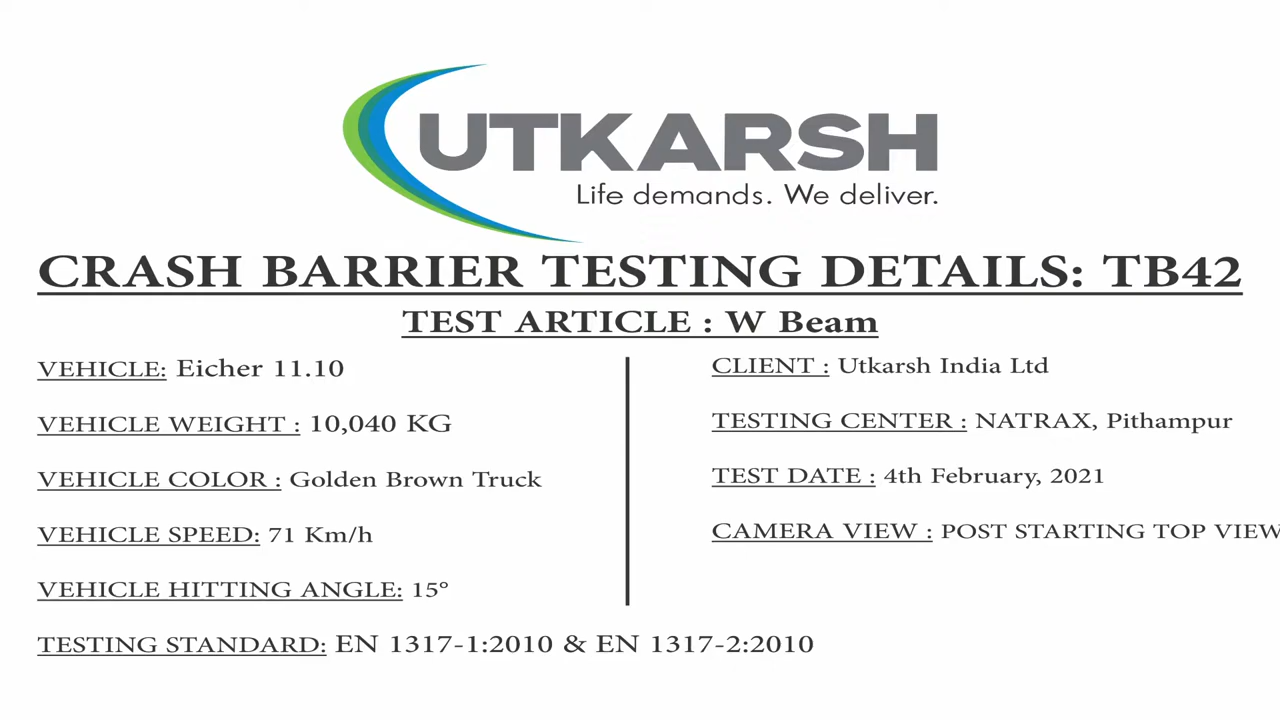 UTKARSH
Life demands. We deliver.
CRASH BARRIER TESTING DETAILS: TB42
TEST ARTICLE : W Beam
VEHICLE: Eicher 11.10
VEHICLE WEIGHT : 10,040 KG
VEHICLE COLOR : Golden Brown Truck
VEHICLE SPEED: 71 Km/h
VEHICLE HITTING ANGLE: 15°
TESTING STANDARD: EN 1317-1:2010 & EN 1317-2:2010
CLIENT : Utkarsh India Ltd
TESTING CENTER : NATRAX, Pithampur
TEST DATE : 4th February, 2021
CAMERA VIEW : POST STARTING TOP VIEW